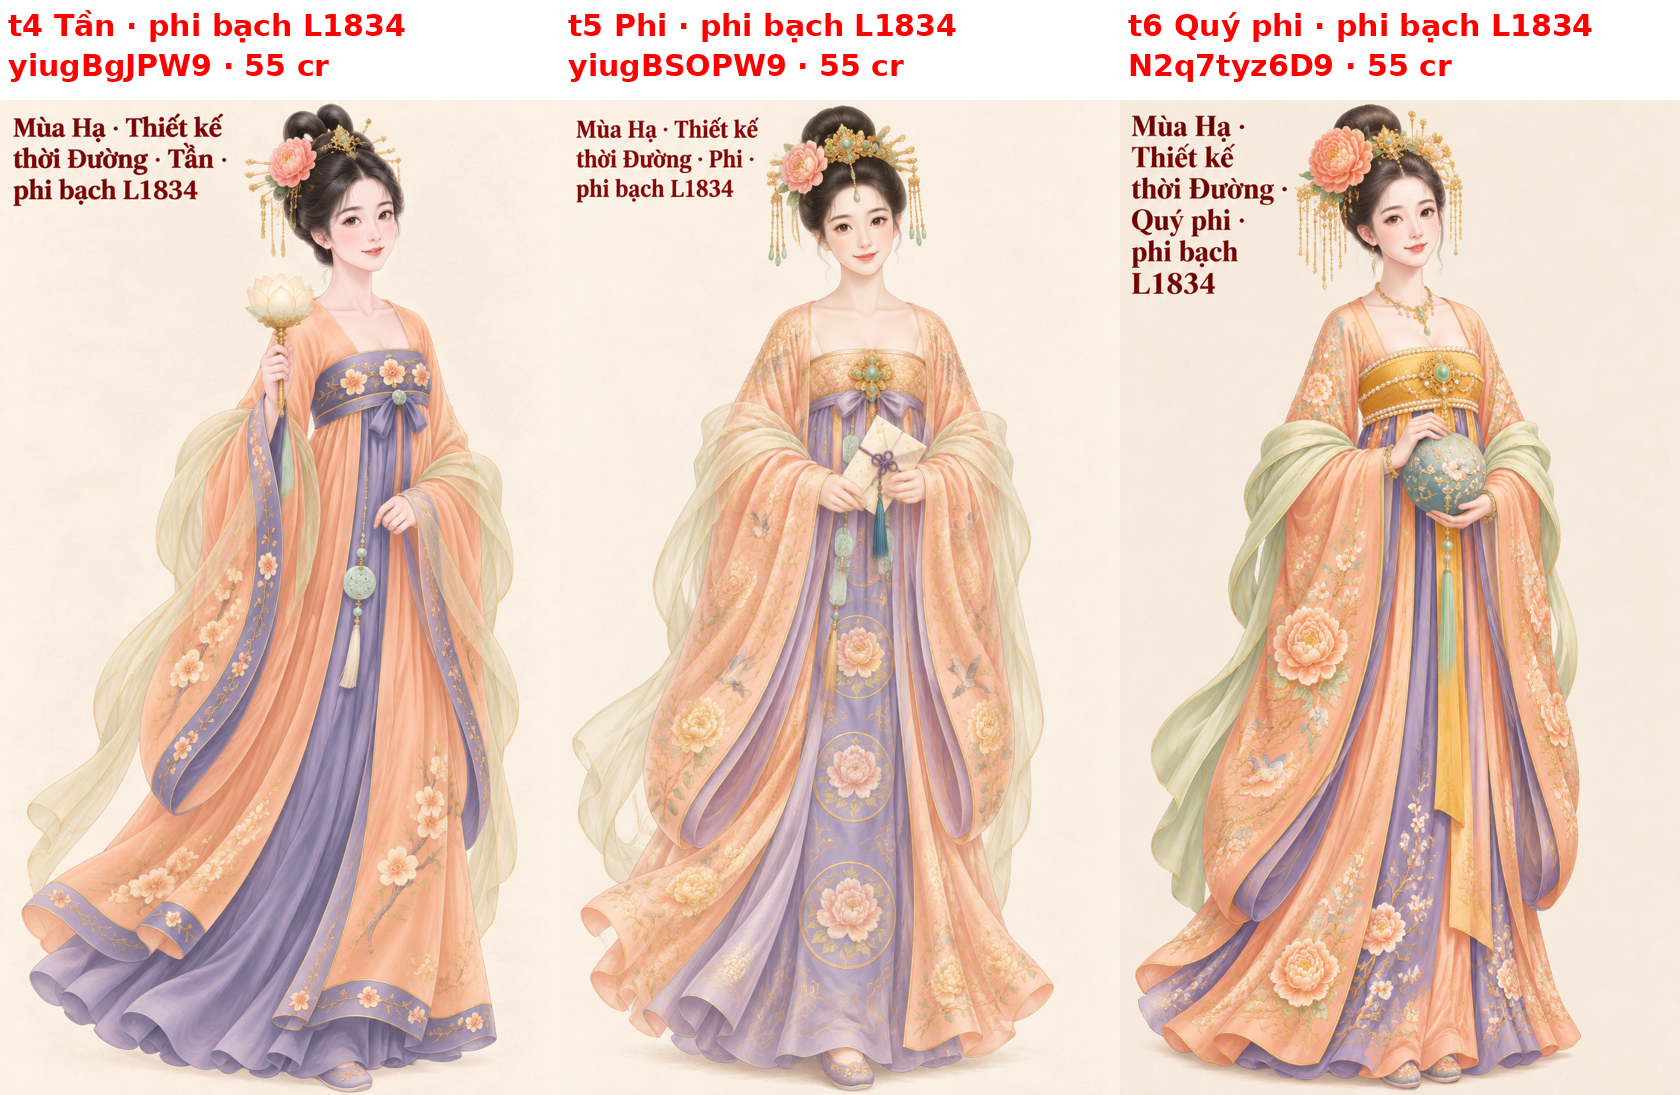 t4 Tần · phi bạch L1834
yiugBgJPW9 · 55 cr
t5 Phi · phi bạch L1834
yiugBSOPW9 · 55 cr
t6 Quý phi · phi bạch L1834
N2q7tyz6D9 · 55 cr
Mùa Hạ · Thiết kế
thời Đường · Tần ·
phi bạch L1834
Mùa Hạ · Thiết kế
thời Đường · Phi ·
phi bạch L1834
Mùa Hạ ·
Thiết kế
thời Đường ·
Quý phi ·
phi bạch
L1834